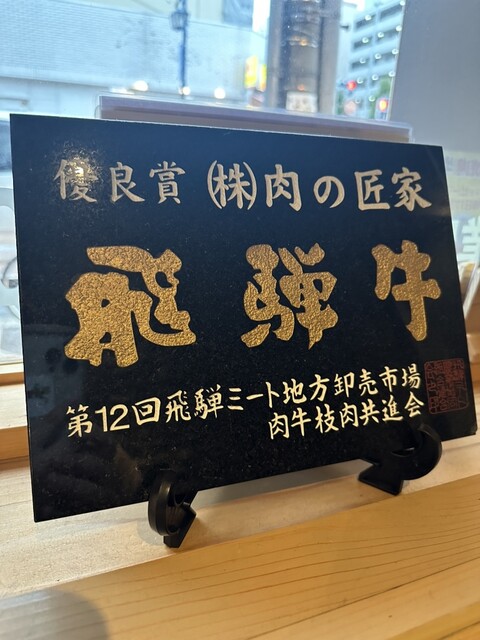 優良賞 ㈱肉の匠家
飛騨牛
第12回飛騨ミート地方卸売市場
肉牛枝肉共進会